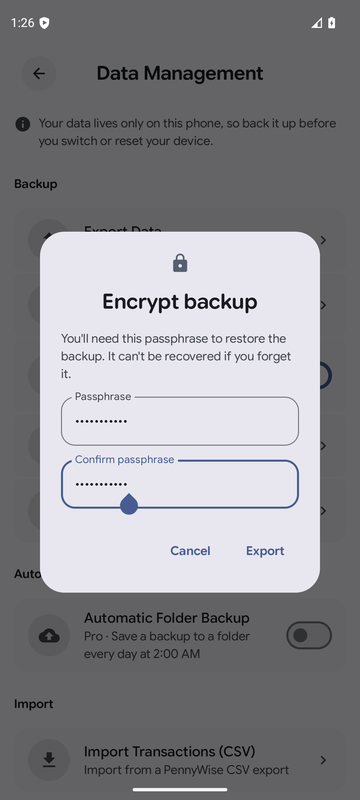 1:26
Data Management
Your data lives only on this phone, so back it up before
you switch or reset your device.
Backup
Export Data
Encrypt backup
You'll need this passphrase to restore the
backup. It can't be recovered if you forget
it.
Passphrase
•••••••••••
Confirm passphrase
•••••••••••
Cancel
Export
Auto
Automatic Folder Backup
Pro · Save a backup to a folder
every day at 2:00 AM
Import
Import Transactions (CSV)
Import from a PennyWise CSV export